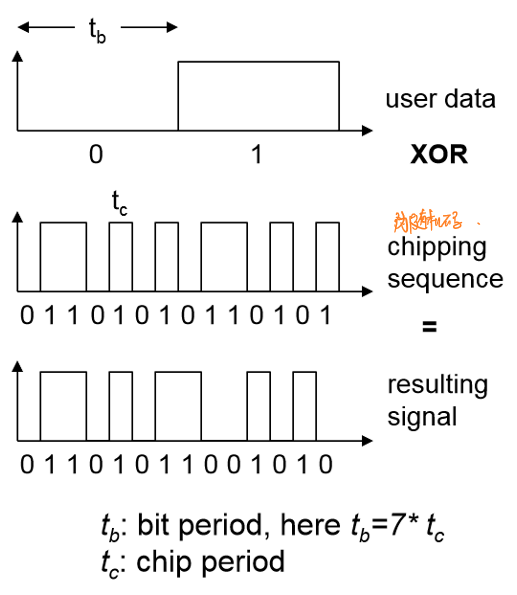 t_b
user data
0 1
XOR
t_c
伪随机码
chipping
sequence
0 1 1 0 1 0 1 0 1 1 0 1 0 1
=
resulting
signal
0 1 1 0 1 0 1 1 0 0 1 0 1 0
t_b: bit period, here t_b=7* t_c
t_c: chip period